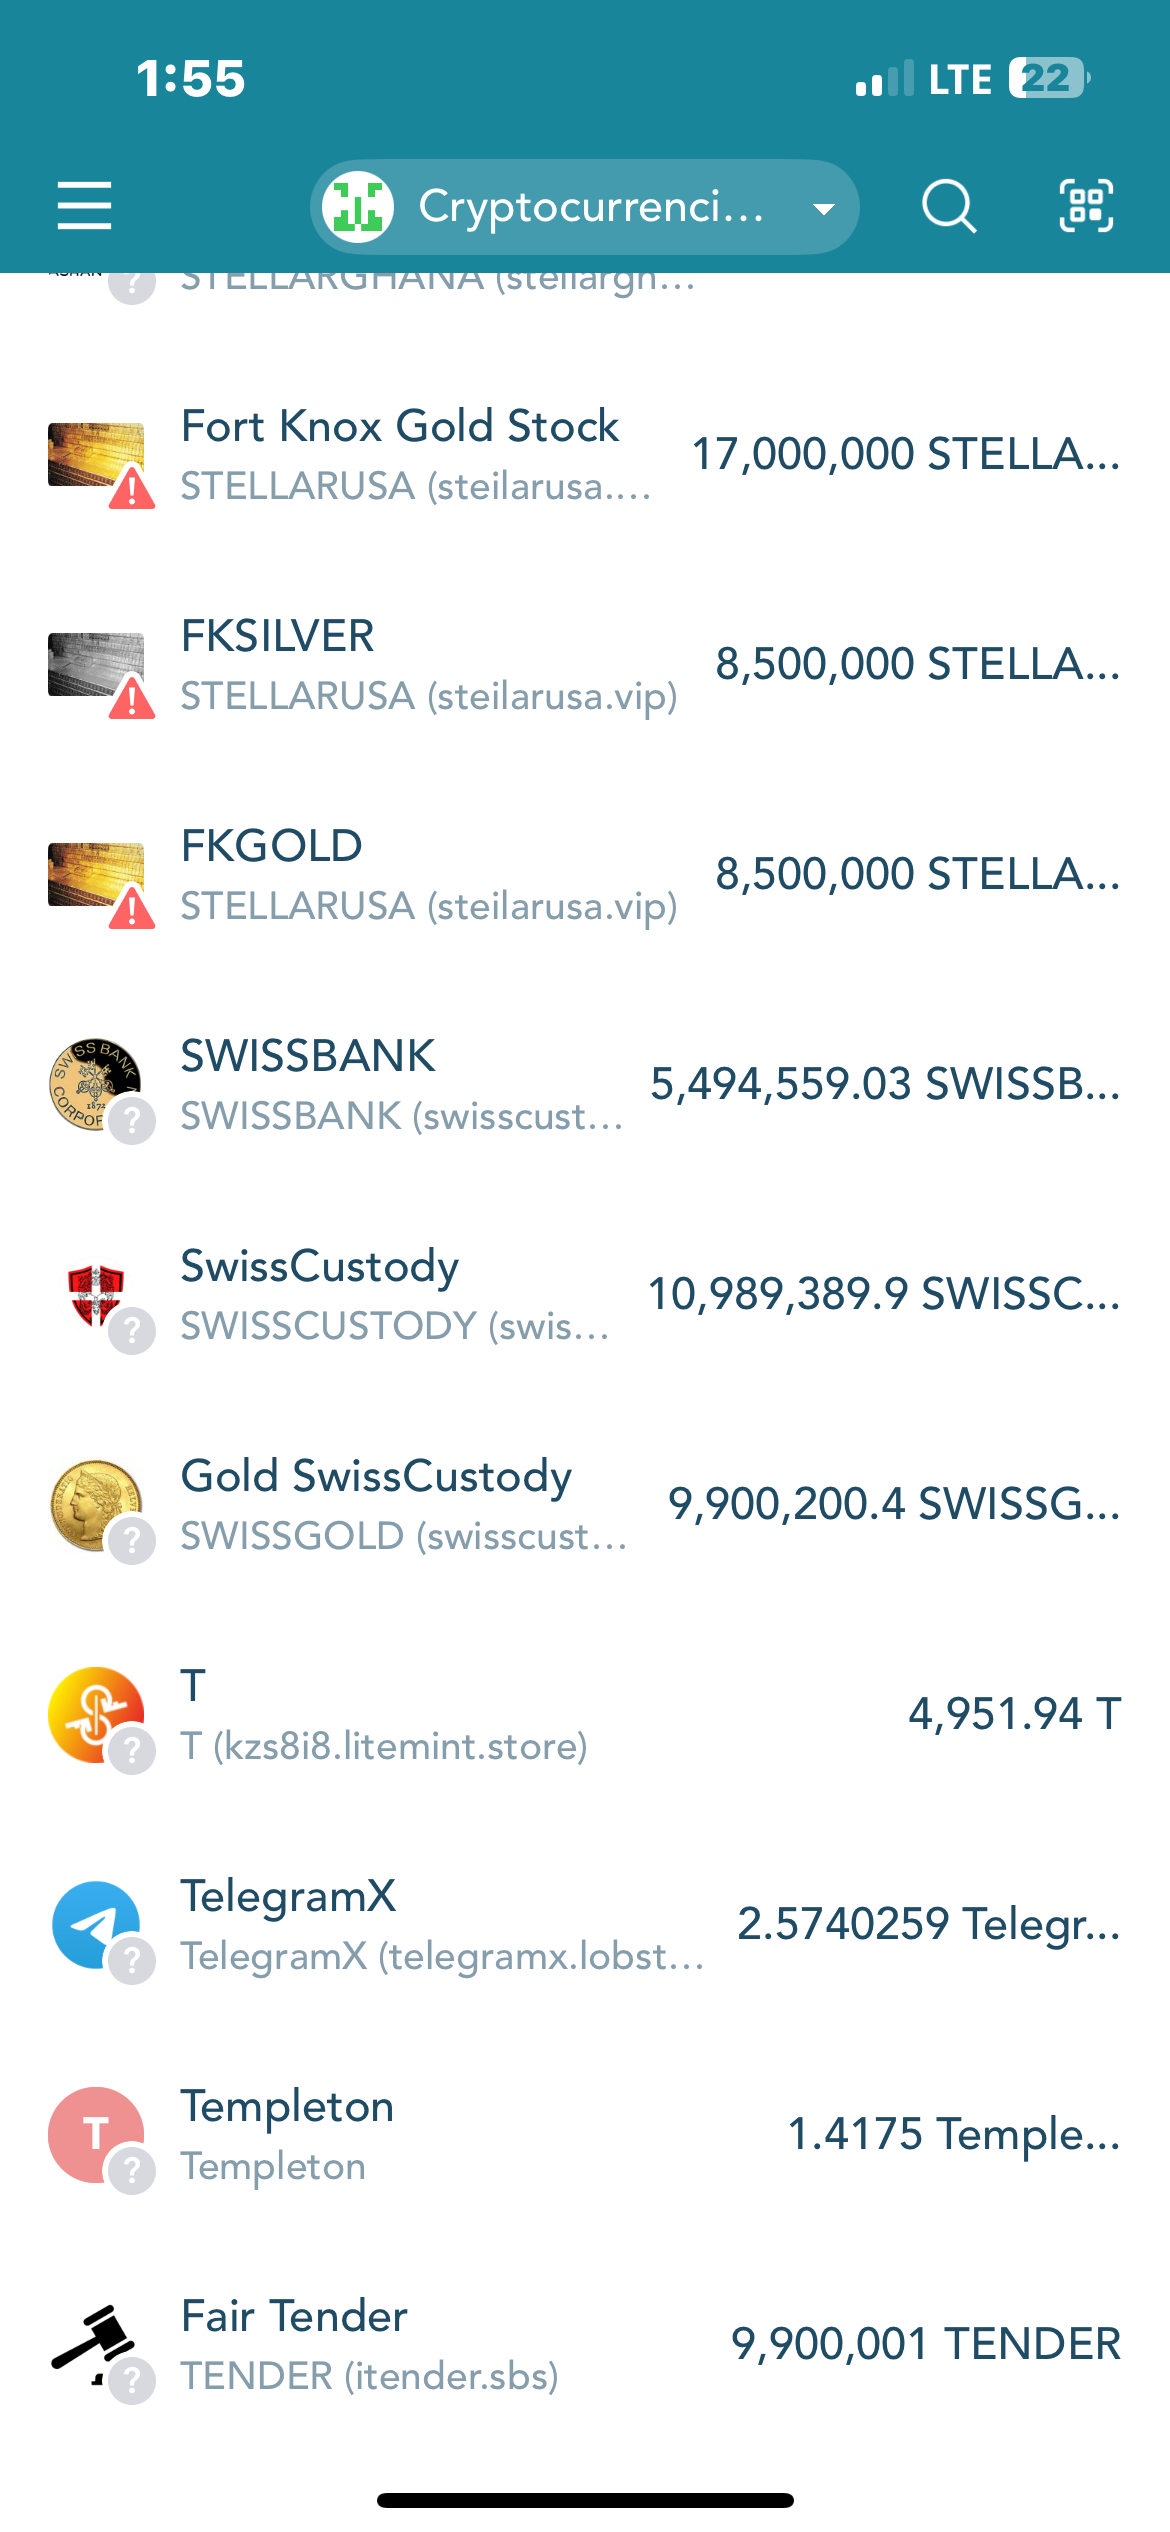 1:55
LTE 22
Cryptocurrenci...
STELLARGHANA (stellargh...
Fort Knox Gold Stock
17,000,000 STELLA...
STELLARUSA (steilarusa....
FKSILVER
8,500,000 STELLA...
STELLARUSA (steilarusa.vip)
FKGOLD
8,500,000 STELLA...
STELLARUSA (steilarusa.vip)
SWISS BANK
1872
SWISSBANK
5,494,559.03 SWISSB...
SWISSBANK (swisscust...
SwissCustody
10,989,389.9 SWISSC...
SWISSCUSTODY (swis...
Gold SwissCustody
9,900,200.4 SWISSG...
SWISSGOLD (swisscust...
T
4,951.94 T
T (kzs8i8.litemint.store)
TelegramX
2.5740259 Telegr...
TelegramX (telegramx.lobst...
T
Templeton
1.4175 Temple...
Templeton
Fair Tender
9,900,001 TENDER
TENDER (itender.sbs)